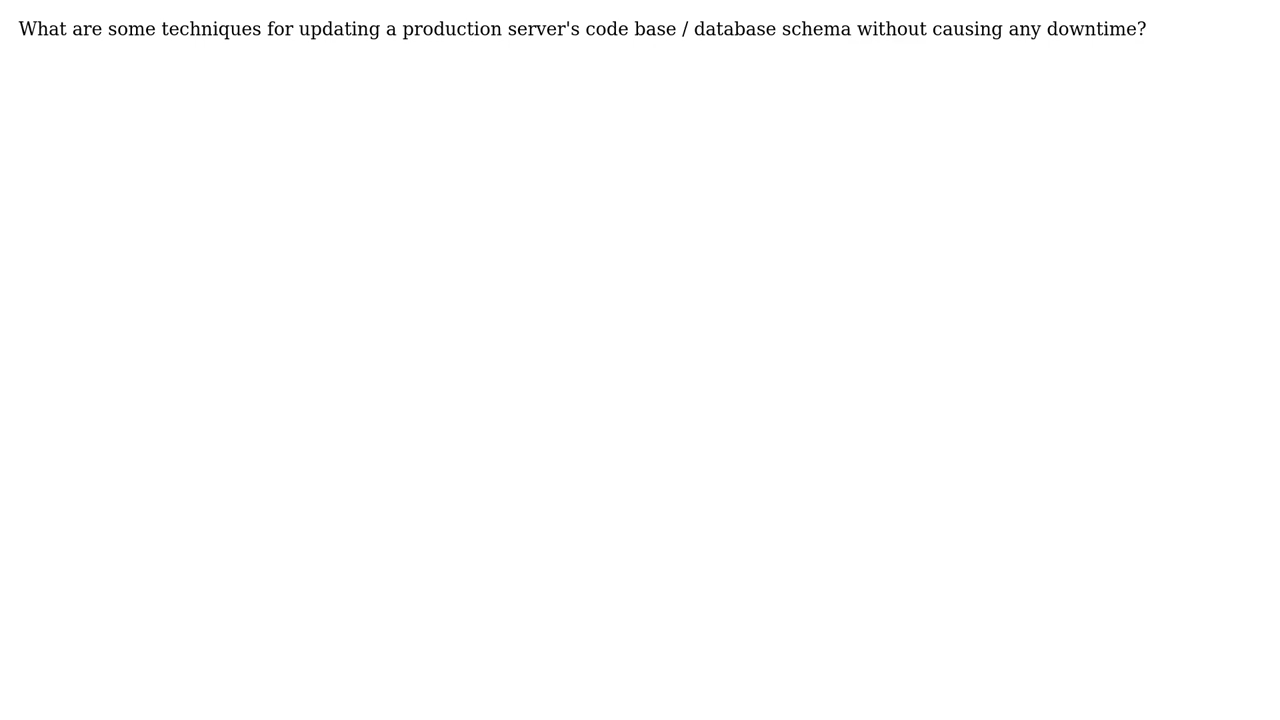 What are some techniques for updating a production server's code base / database schema without causing any downtime?